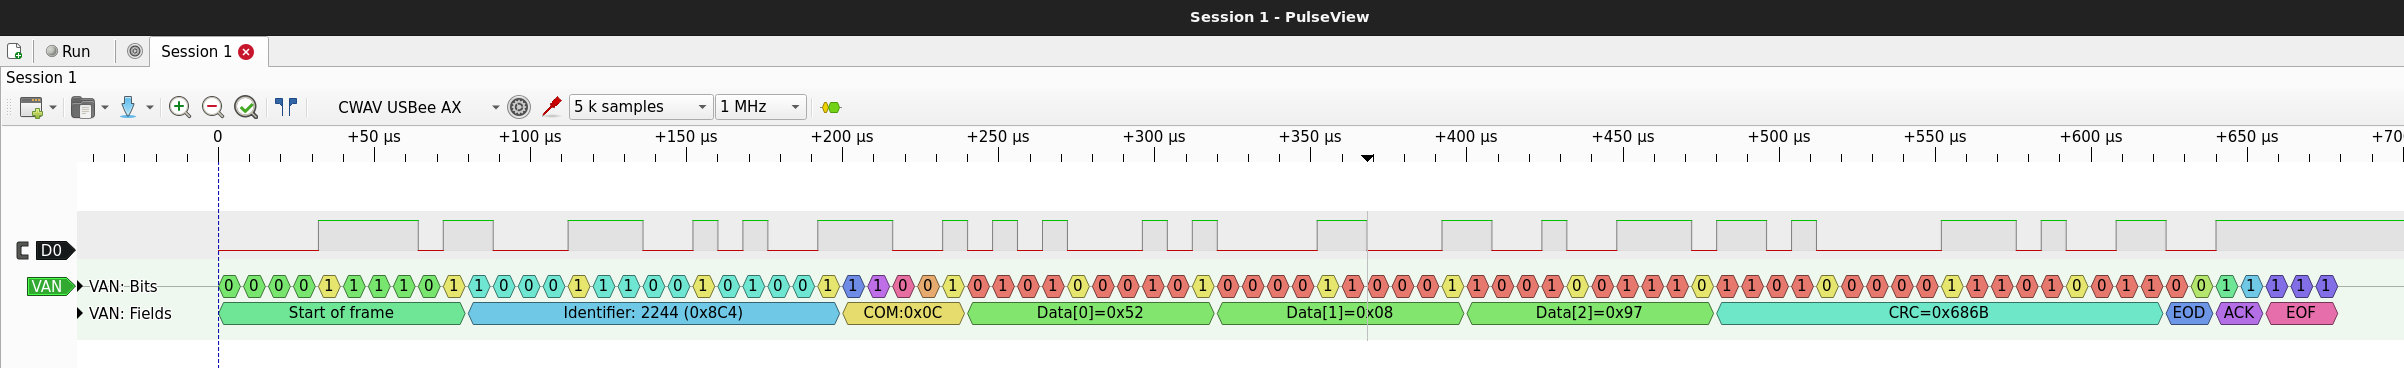 Session 1 - PulseView
Run
Session 1
Session 1
CWAV USBee AX 5 k samples 1 MHz
0 +50 µs +100 µs +150 µs +200 µs +250 µs +300 µs +350 µs +400 µs +450 µs +500 µs +550 µs +600 µs +650 µs +70
D0
VAN VAN: Bits 0 0 0 0 1 1 1 1 0 1 1 0 0 0 1 1 1 0 0 1 0 1 0 0 1 1 1 0 0 1 0 1 0 1 0 0 0 1 0 1 0 0 0 0 1 1 0 0 0 1 1 0 0 1 0 0 1 1 1 0 1 1 0 1 0 0 0 0 0 1 1 1 0 1 0 0 1 1 0 0 1 1 1 1 1
VAN: Fields Start of frame Identifier: 2244 (0x8C4) COM:0x0C Data[0]=0x52 Data[1]=0x08 Data[2]=0x97 CRC=0x686B EOD ACK EOF